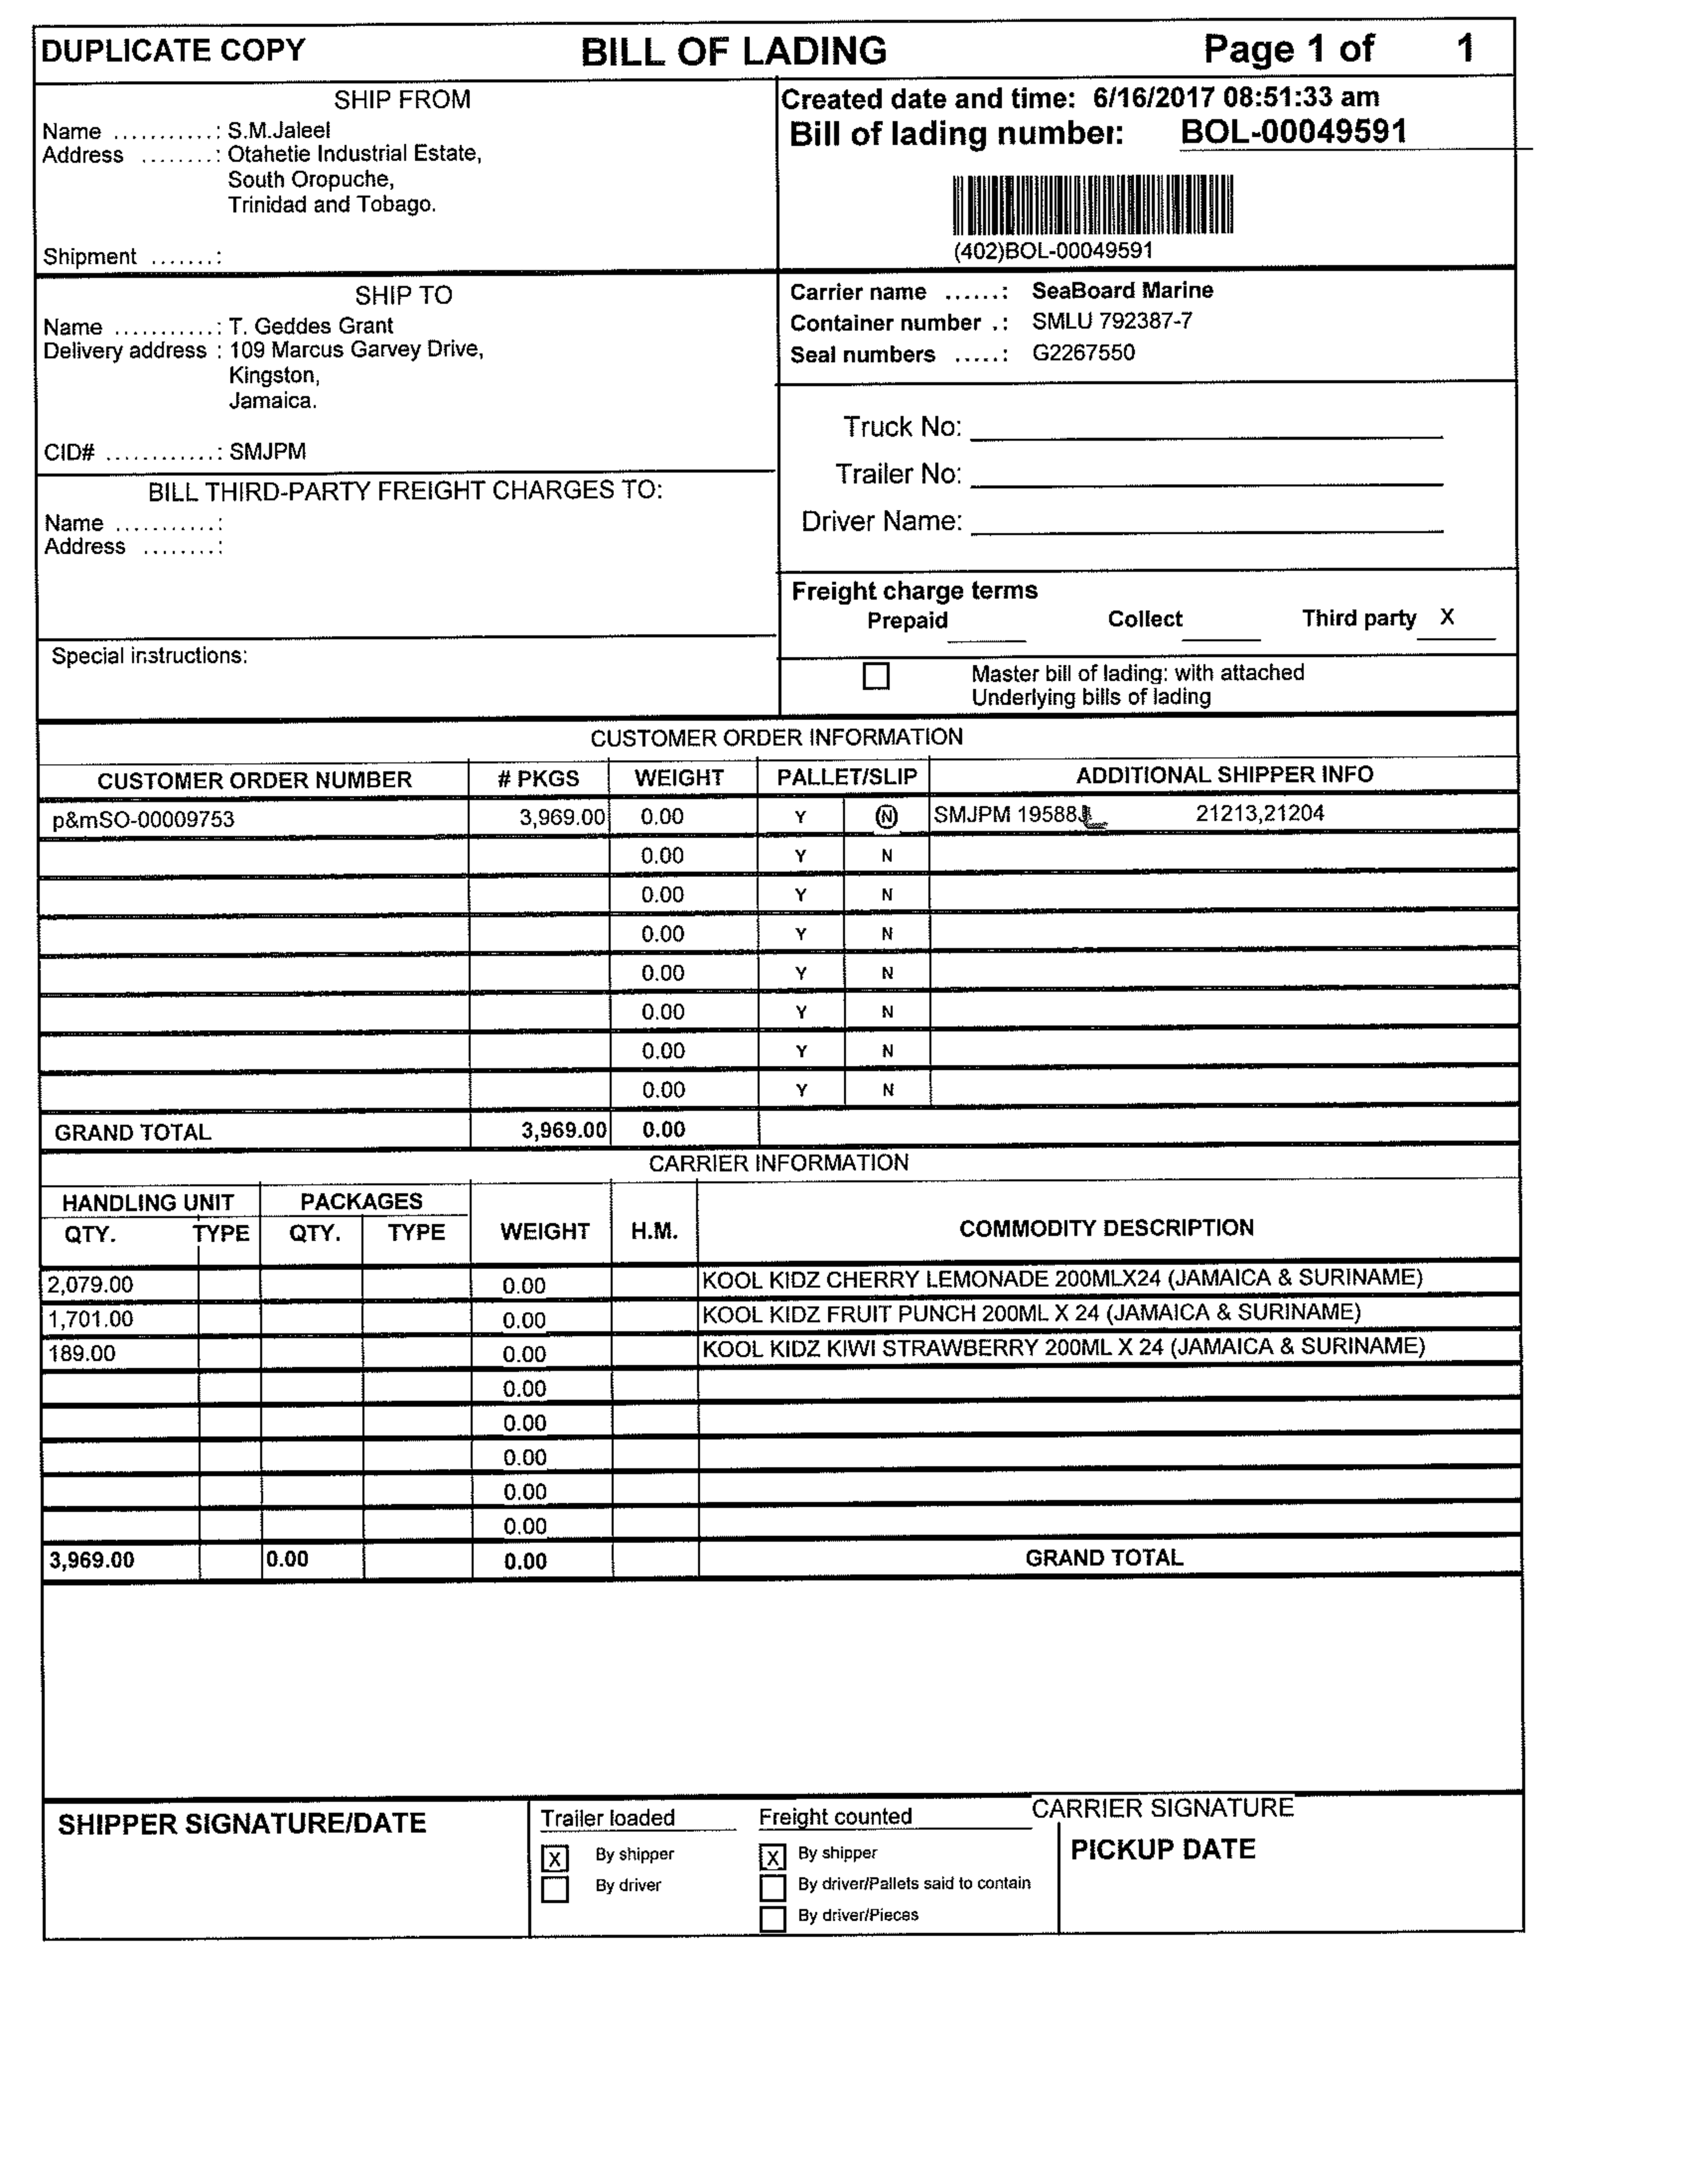 DUPLICATE COPY BILL OF LADING Page 1 of 1
SHIP FROM
Name ...........: S.M.Jaleel
Address ........: Otahetie Industrial Estate,
South Oropuche,
Trinidad and Tobago.
Shipment .......:
Created date and time: 6/16/2017 08:51:33 am
Bill of lading number: BOL-00049591
(402)BOL-00049591
SHIP TO
Name ...........: T. Geddes Grant
Delivery address : 109 Marcus Garvey Drive,
Kingston,
Jamaica.
CID# ............: SMJPM
Carrier name ......: SeaBoard Marine
Container number .: SMLU 792387-7
Seal numbers .....: G2267550
Truck No:
Trailer No:
Driver Name:
BILL THIRD-PARTY FREIGHT CHARGES TO:
Name ...........:
Address ........:
Freight charge terms
Prepaid Collect Third party X
Special instructions:
Master bill of lading: with attached
Underlying bills of lading
CUSTOMER ORDER INFORMATION
CUSTOMER ORDER NUMBER # PKGS WEIGHT PALLET/SLIP ADDITIONAL SHIPPER INFO
p&mSO-00009753 3,969.00 0.00 Y N SMJPM 19588 21213,21204
0.00 Y N
0.00 Y N
0.00 Y N
0.00 Y N
0.00 Y N
0.00 Y N
0.00 Y N
GRAND TOTAL 3,969.00 0.00
CARRIER INFORMATION
HANDLING UNIT PACKAGES
QTY. TYPE QTY. TYPE WEIGHT H.M. COMMODITY DESCRIPTION
2,079.00 0.00 KOOL KIDZ CHERRY LEMONADE 200MLX24 (JAMAICA & SURINAME)
1,701.00 0.00 KOOL KIDZ FRUIT PUNCH 200ML X 24 (JAMAICA & SURINAME)
189.00 0.00 KOOL KIDZ KIWI STRAWBERRY 200ML X 24 (JAMAICA & SURINAME)
0.00
0.00
0.00
0.00
0.00
3,969.00 0.00 0.00 GRAND TOTAL
SHIPPER SIGNATURE/DATE
Trailer loaded
X By shipper
By driver
Freight counted
X By shipper
By driver/Pallets said to contain
By driver/Pieces
CARRIER SIGNATURE
PICKUP DATE